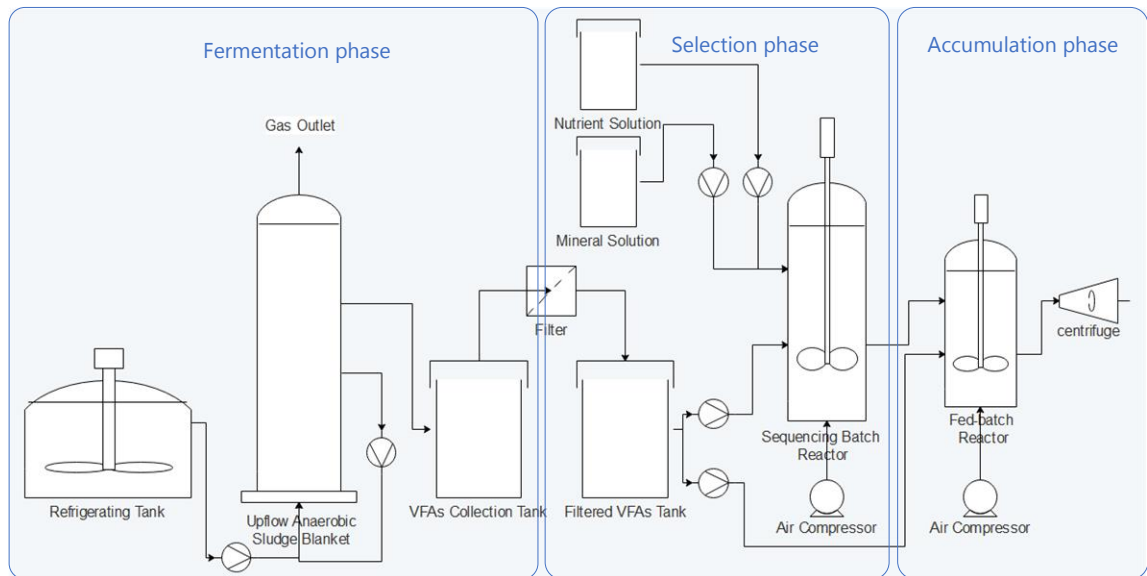 Fermentation phase
Selection phase
Accumulation phase
Gas Outlet
Nutrient Solution
Mineral Solution
Filter
centrifuge
Refrigerating Tank
Upflow Anaerobic
Sludge Blanket
VFAs Collection Tank
Filtered VFAs Tank
Sequencing Batch
Reactor
Fed-batch
Reactor
Air Compressor
Air Compressor